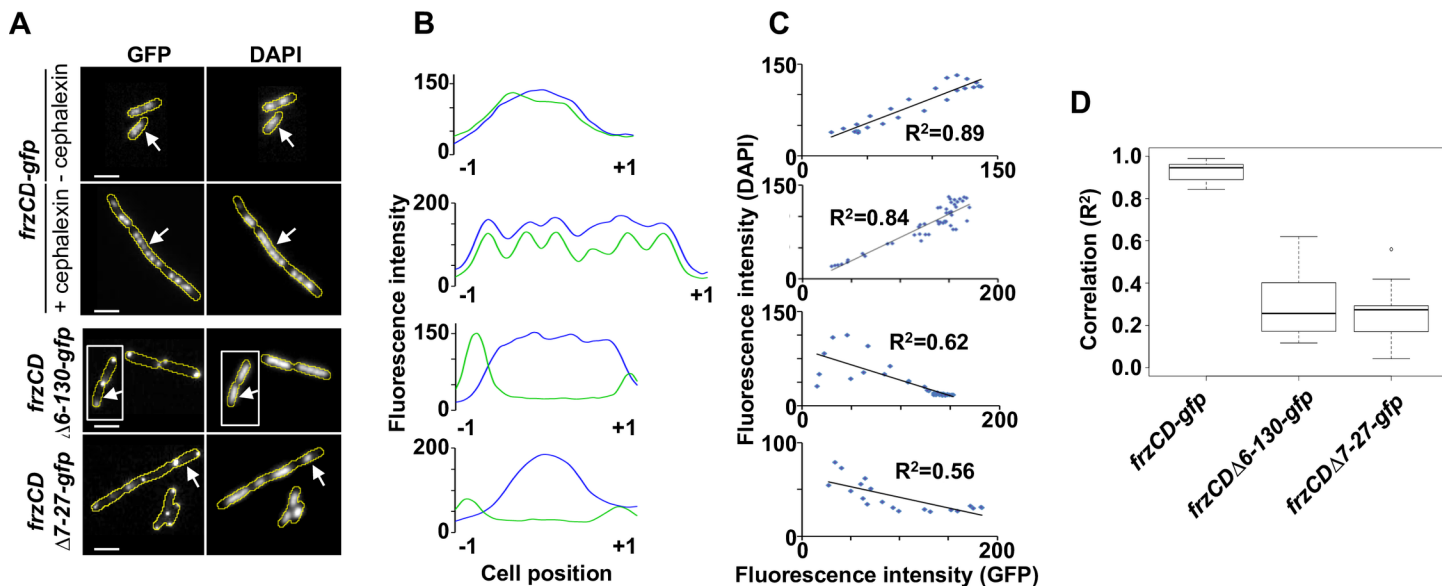 A
GFP
DAPI
frzCD-gfp
- cephalexin
+ cephalexin
frzCD
Δ6-130-gfp
frzCD
Δ7-27-gfp
B
Fluorescence intensity
150
0
-1
+1
200
0
-1
+1
150
0
-1
+1
200
0
-1
+1
Cell position
C
Fluorescence intensity (DAPI)
150
R²=0.89
0
0
150
150
R²=0.84
0
0
200
150
R²=0.62
0
0
200
100
R²=0.56
0
0
200
Fluorescence intensity (GFP)
D
Correlation (R²)
1.0
0.8
0.6
0.4
0.2
0.0
frzCD-gfp
frzCDΔ6-130-gfp
frzCDΔ7-27-gfp